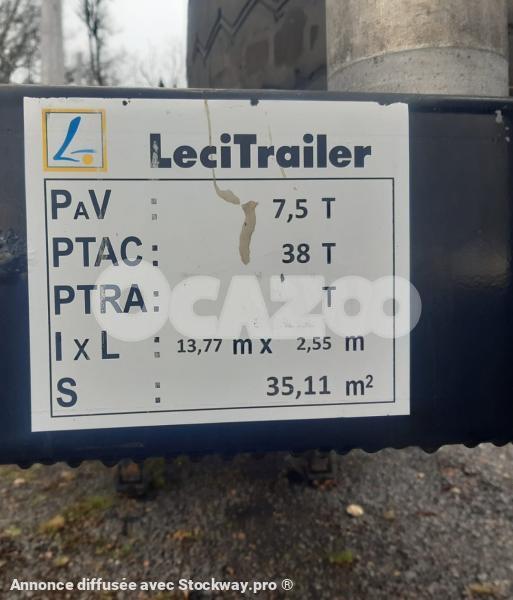 L.
LeciTrailer
PAV : 7,5 T
PTAC: 38 T
PTRA: T
l x L : 13,77 m x 2,55 m
S : 35,11 m²
OCAZOO
Annonce diffusée avec Stockway.pro ®